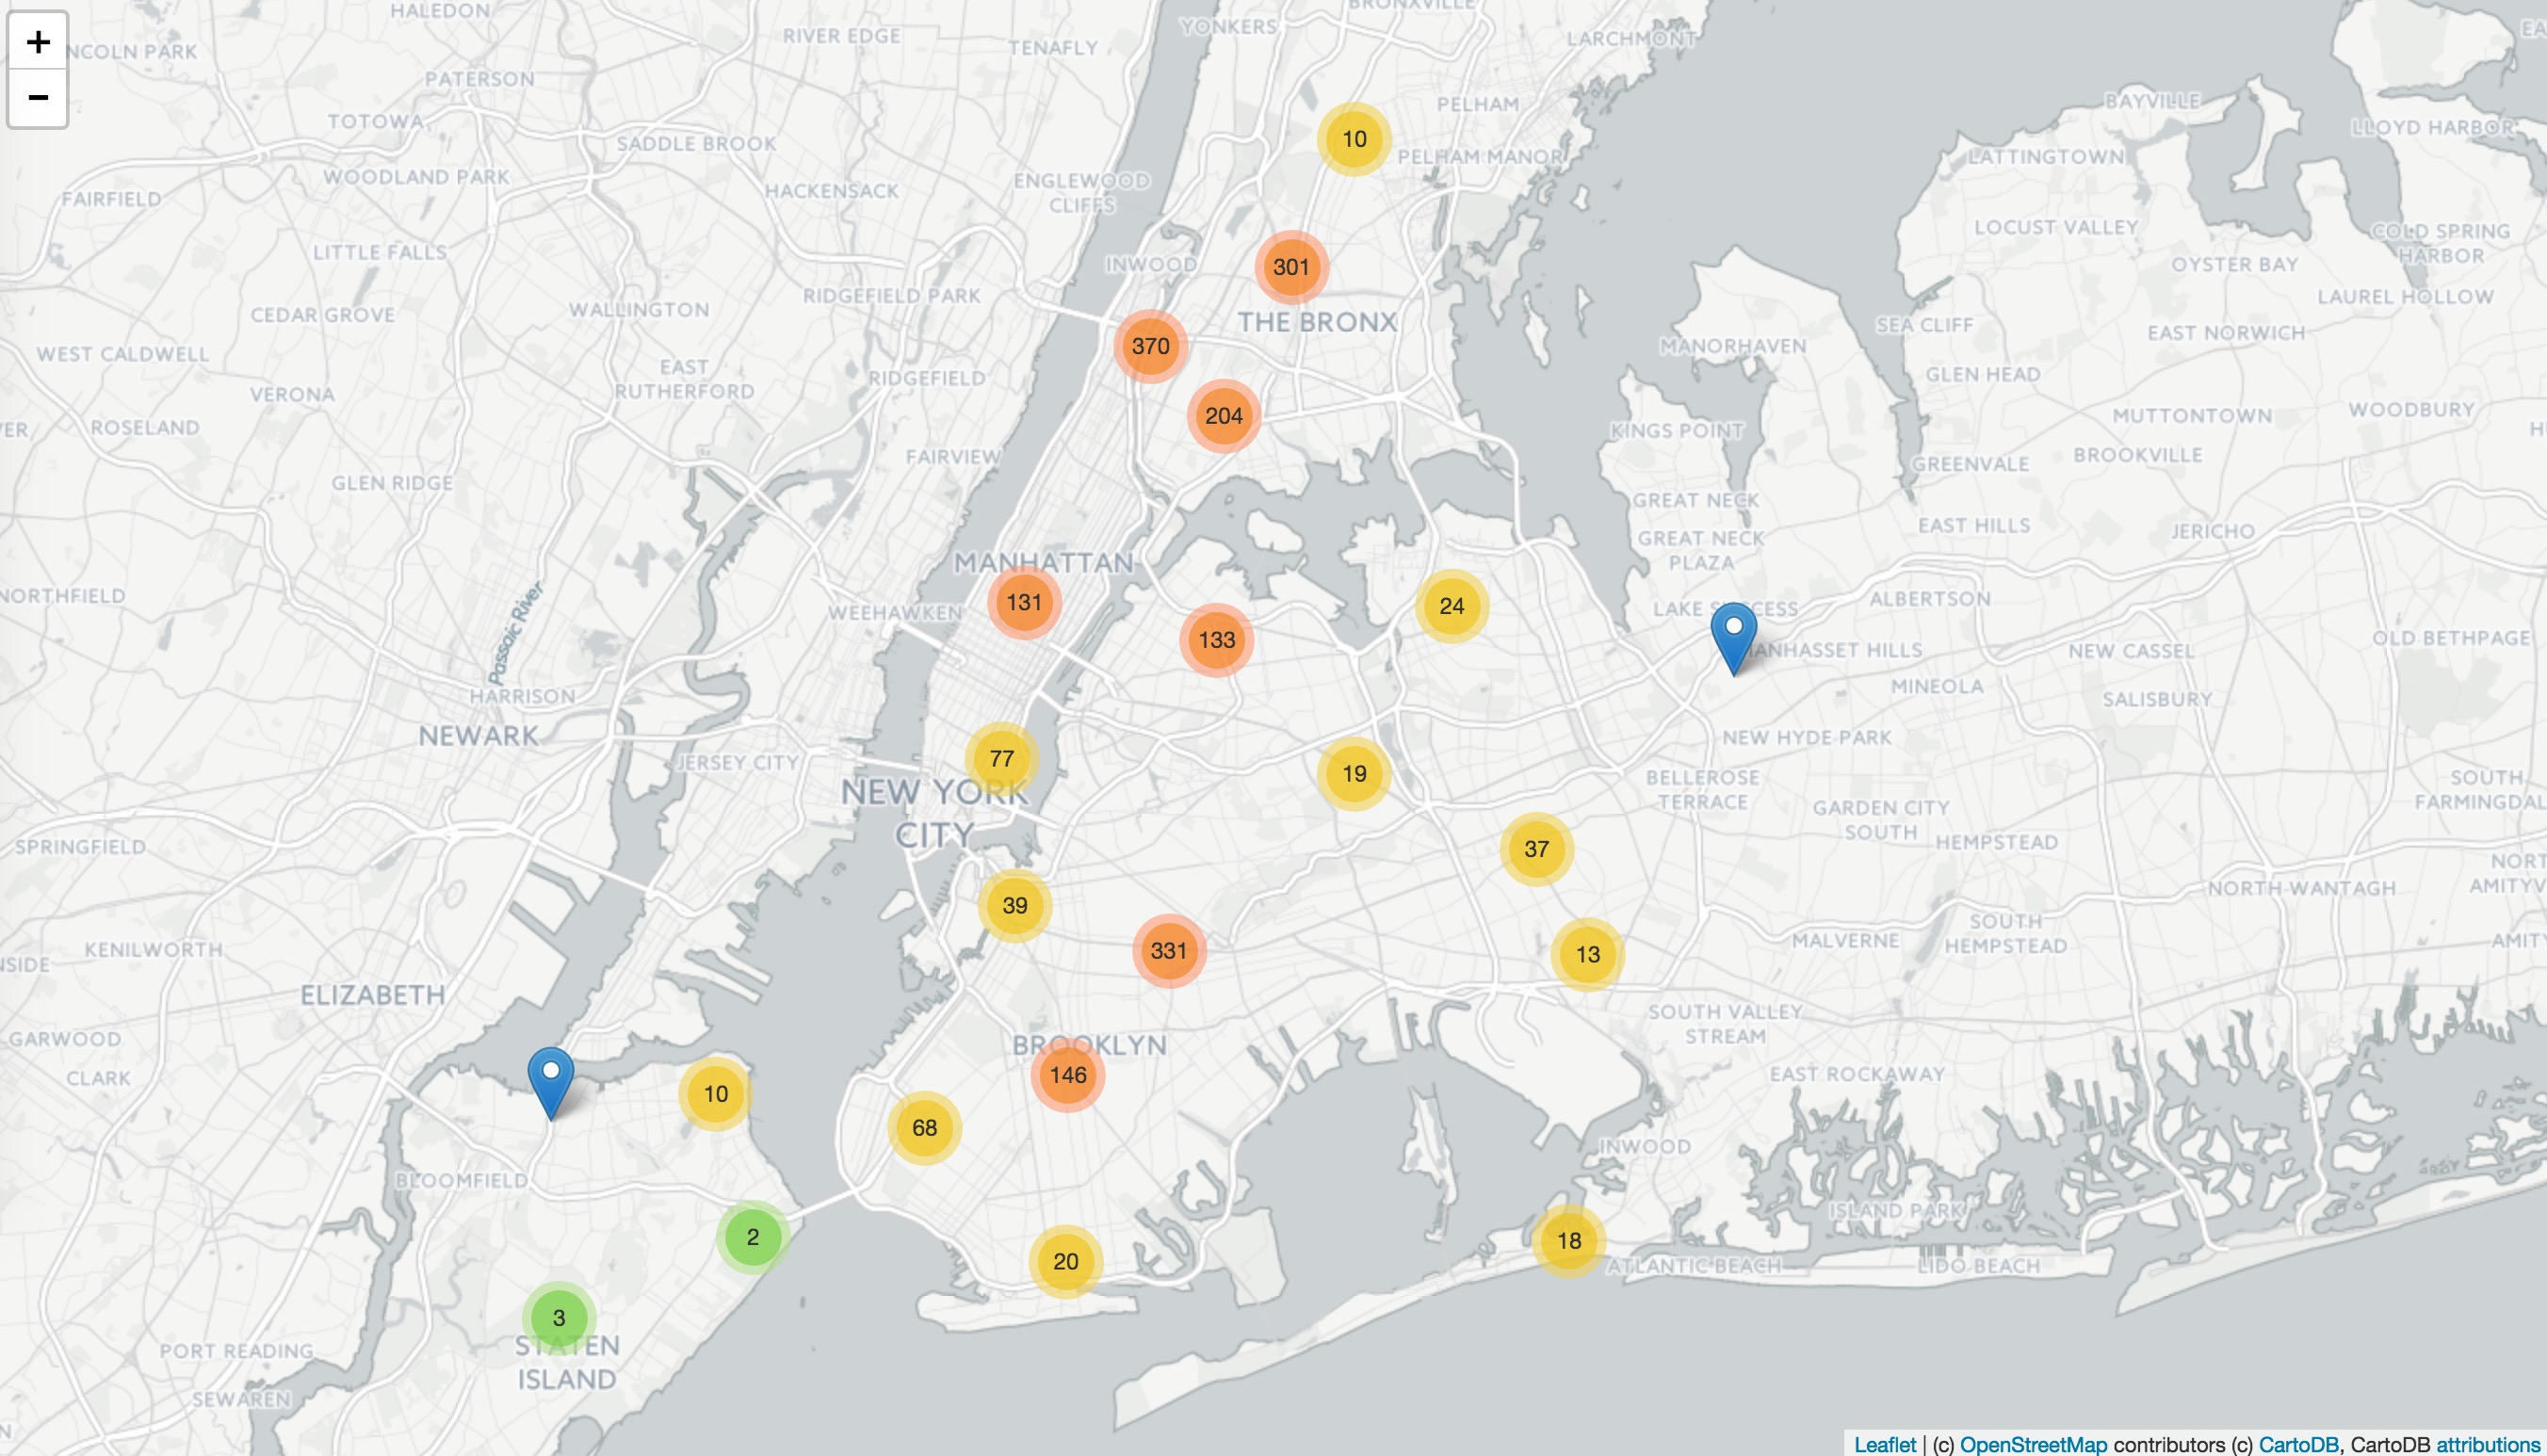 +
−
HALEDON
BRONXVILLE
YONKERS
LARCHMONT
RIVER EDGE
TENAFLY
NCOLN PARK
PATERSON
PELHAM
BAYVILLE
TOTOWA
LLOYD HARBOR
SADDLE BROOK
10
PELHAM MANOR
LATTINGTOWN
WOODLAND PARK
HACKENSACK
ENGLEWOOD
CLIFFS
FAIRFIELD
LOCUST VALLEY
COLD SPRING
HARBOR
LITTLE FALLS
INWOOD
301
OYSTER BAY
RIDGEFIELD PARK
LAUREL HOLLOW
WALLINGTON
CEDAR GROVE
THE BRONX
SEA CLIFF
EAST NORWICH
370
MANORHAVEN
WEST CALDWELL
EAST
RUTHERFORD
RIDGEFIELD
GLEN HEAD
VERONA
204
MUTTONTOWN
WOODBURY
ROSELAND
KINGS POINT
FAIRVIEW
BROOKVILLE
GREENVALE
GLEN RIDGE
GREAT NECK
EAST HILLS
JERICHO
GREAT NECK
PLAZA
MANHATTAN
NORTHFIELD
131
24
ALBERTSON
WEEHAWKEN
LAKE SUCCESS
Passaic River
133
MANHASSET HILLS
NEW CASSEL
OLD BETHPAGE
HARRISON
MINEOLA
SALISBURY
NEWARK
NEW HYDE PARK
77
JERSEY CITY
19
BELLEROSE
TERRACE
SOUTH
FARMINGDAL
NEW YORK
CITY
GARDEN CITY
SOUTH
HEMPSTEAD
SPRINGFIELD
37
NORT
AMITYV
NORTH WANTAGH
39
SOUTH
HEMPSTEAD
KENILWORTH
331
13
MALVERNE
AMITY
NSIDE
ELIZABETH
SOUTH VALLEY
STREAM
GARWOOD
BROOKLYN
CLARK
146
EAST ROCKAWAY
10
68
INWOOD
BLOOMFIELD
ISLAND PARK
2
18
20
ATLANTIC BEACH
LIDO BEACH
3
STATEN
ISLAND
PORT READING
SEWAREN
Leaflet | (c) OpenStreetMap contributors (c) CartoDB, CartoDB attributions